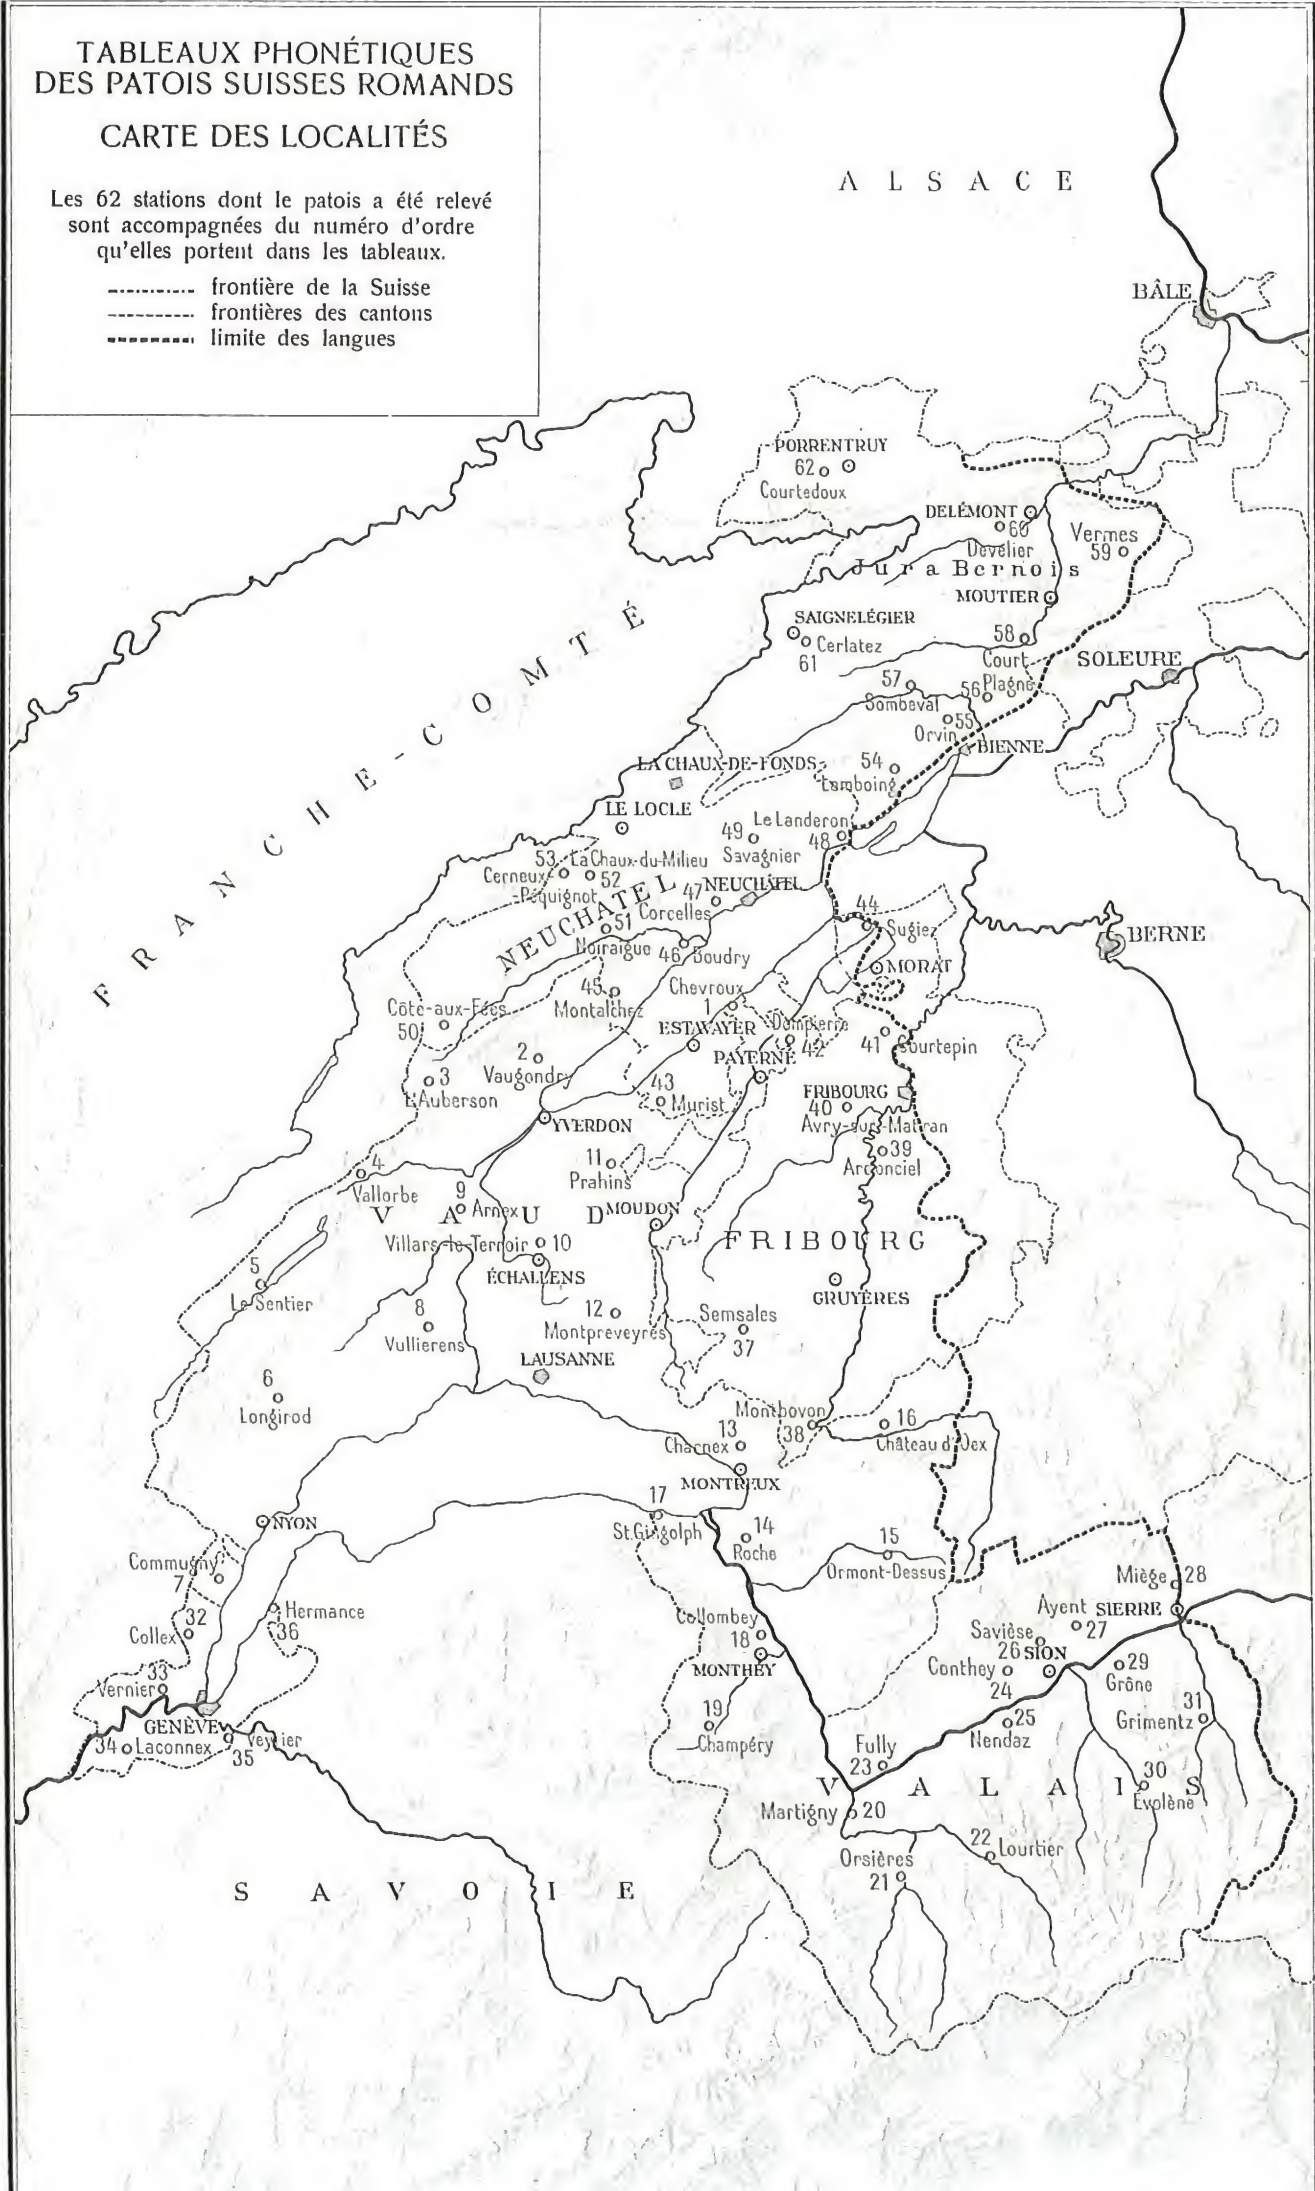 TABLEAUX PHONÉTIQUES
DES PATOIS SUISSES ROMANDS
CARTE DES LOCALITÉS
Les 62 stations dont le patois a été relevé
sont accompagnées du numéro d'ordre
qu'elles portent dans les tableaux.
frontière de la Suisse
frontières des cantons
limite des langues
ALSACE
BÂLE
PORRENTRUY
62
Courtedoux
DELÉMONT
60
Develier
Vermes
59
Jura Bernois
MOUTIER
SAIGNELÉGIER
Cerlatez
61
58
Court
SOLEURE
57
Sombeval
56 Plagne
55
Orvin
BIENNE
FRANCHE-COMTÉ
LA CHAUX-DE-FONDS
54
Lamboing
LE LOCLE
Le Landeron
48
49
Savagnier
53
Cerneux-
-Péquignot
La Chaux-du-Milieu
52
NEUCHATEL
47
Corcelles
NEUCHÂTEL
51
Noiraigue
46 Boudry
44
Sugiez
MORAT
BERNE
45
Montalchez
Chevroux
1
Côte-aux-Fées
50
ESTAVAYER
Dompierre
42
41 Courtepin
PAYERNE
2
Vaugondry
3
L'Auberson
43
Murist
FRIBOURG
40
Avry-sur-Matran
YVERDON
39
Arconciel
11
Prahins
4
Vallorbe
9
Arnex
VAUD
MOUDON
FRIBOURG
Villars-le-Terroir 10
ÉCHALLENS
5
Le Sentier
GRUYÈRES
8
Vullierens
12
Montpreveyres
Semsales
37
LAUSANNE
6
Longirod
Montbovon
38
16
Château d'Oex
13
Charnex
MONTREUX
17
St. Gingolph
14
Roche
15
Ormont-Dessus
NYON
Commugny
7
Miège 28
Hermance
36
32
Collex
Collombey
18
MONTHEY
Ayent
27
SIERRE
Savièse
26
SION
Conthey
24
29
Grône
33
Vernier
GENÈVE
34 Laconnex
Veyrier
35
19
Champéry
25
Nendaz
31
Grimentz
Fully
23
30
Evolène
VALAIS
Martigny 20
22 Lourtier
Orsières
21
SAVOIE